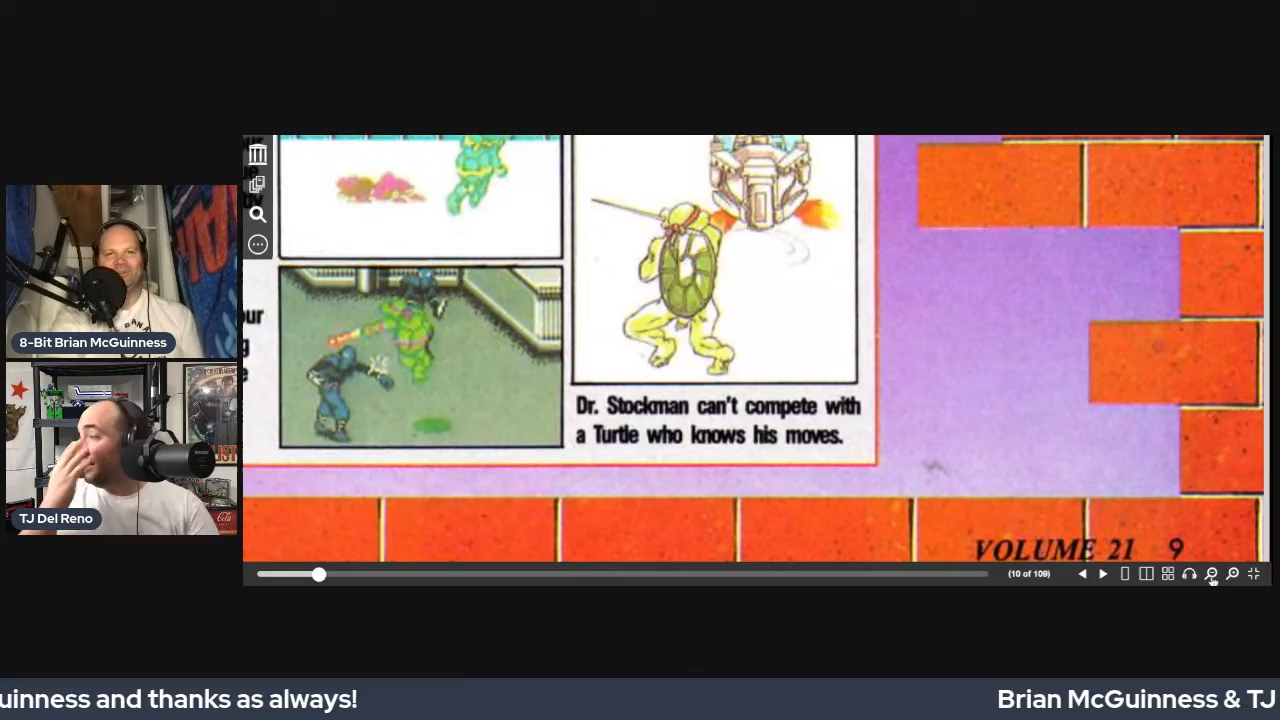 8-Bit Brian McGuinness
TJ Del Reno
our
Dr. Stockman can't compete with
a Turtle who knows his moves.
VOLUME 21 9
(10 of 109)
uinness and thanks as always!
Brian McGuinness & TJ